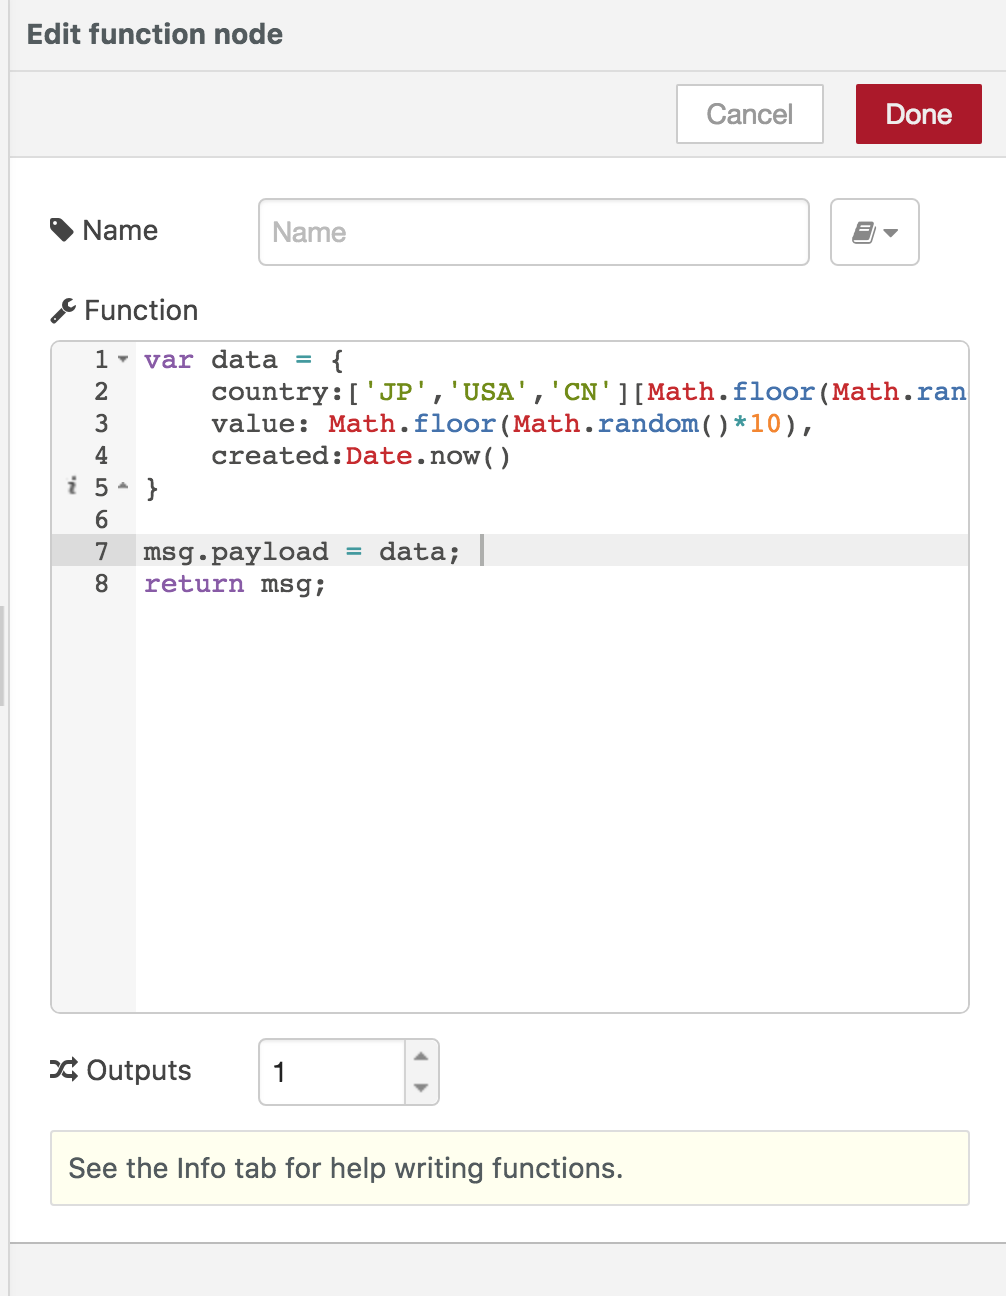 Edit function node
Cancel
Done
Name
Name
Function
1 var data = {
2 country:['JP','USA','CN'][Math.floor(Math.ran
3 value: Math.floor(Math.random()*10),
4 created:Date.now()
i 5 }
6
7 msg.payload = data;
8 return msg;
Outputs
1
See the Info tab for help writing functions.